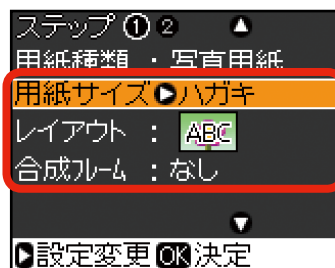 ステップ ① ❷ ▲
用紙種類 : 写真用紙
用紙サイズ▶ハガキ
レイアウト : ABC
合成フレーム : なし
▼
▶設定変更 OK 決定